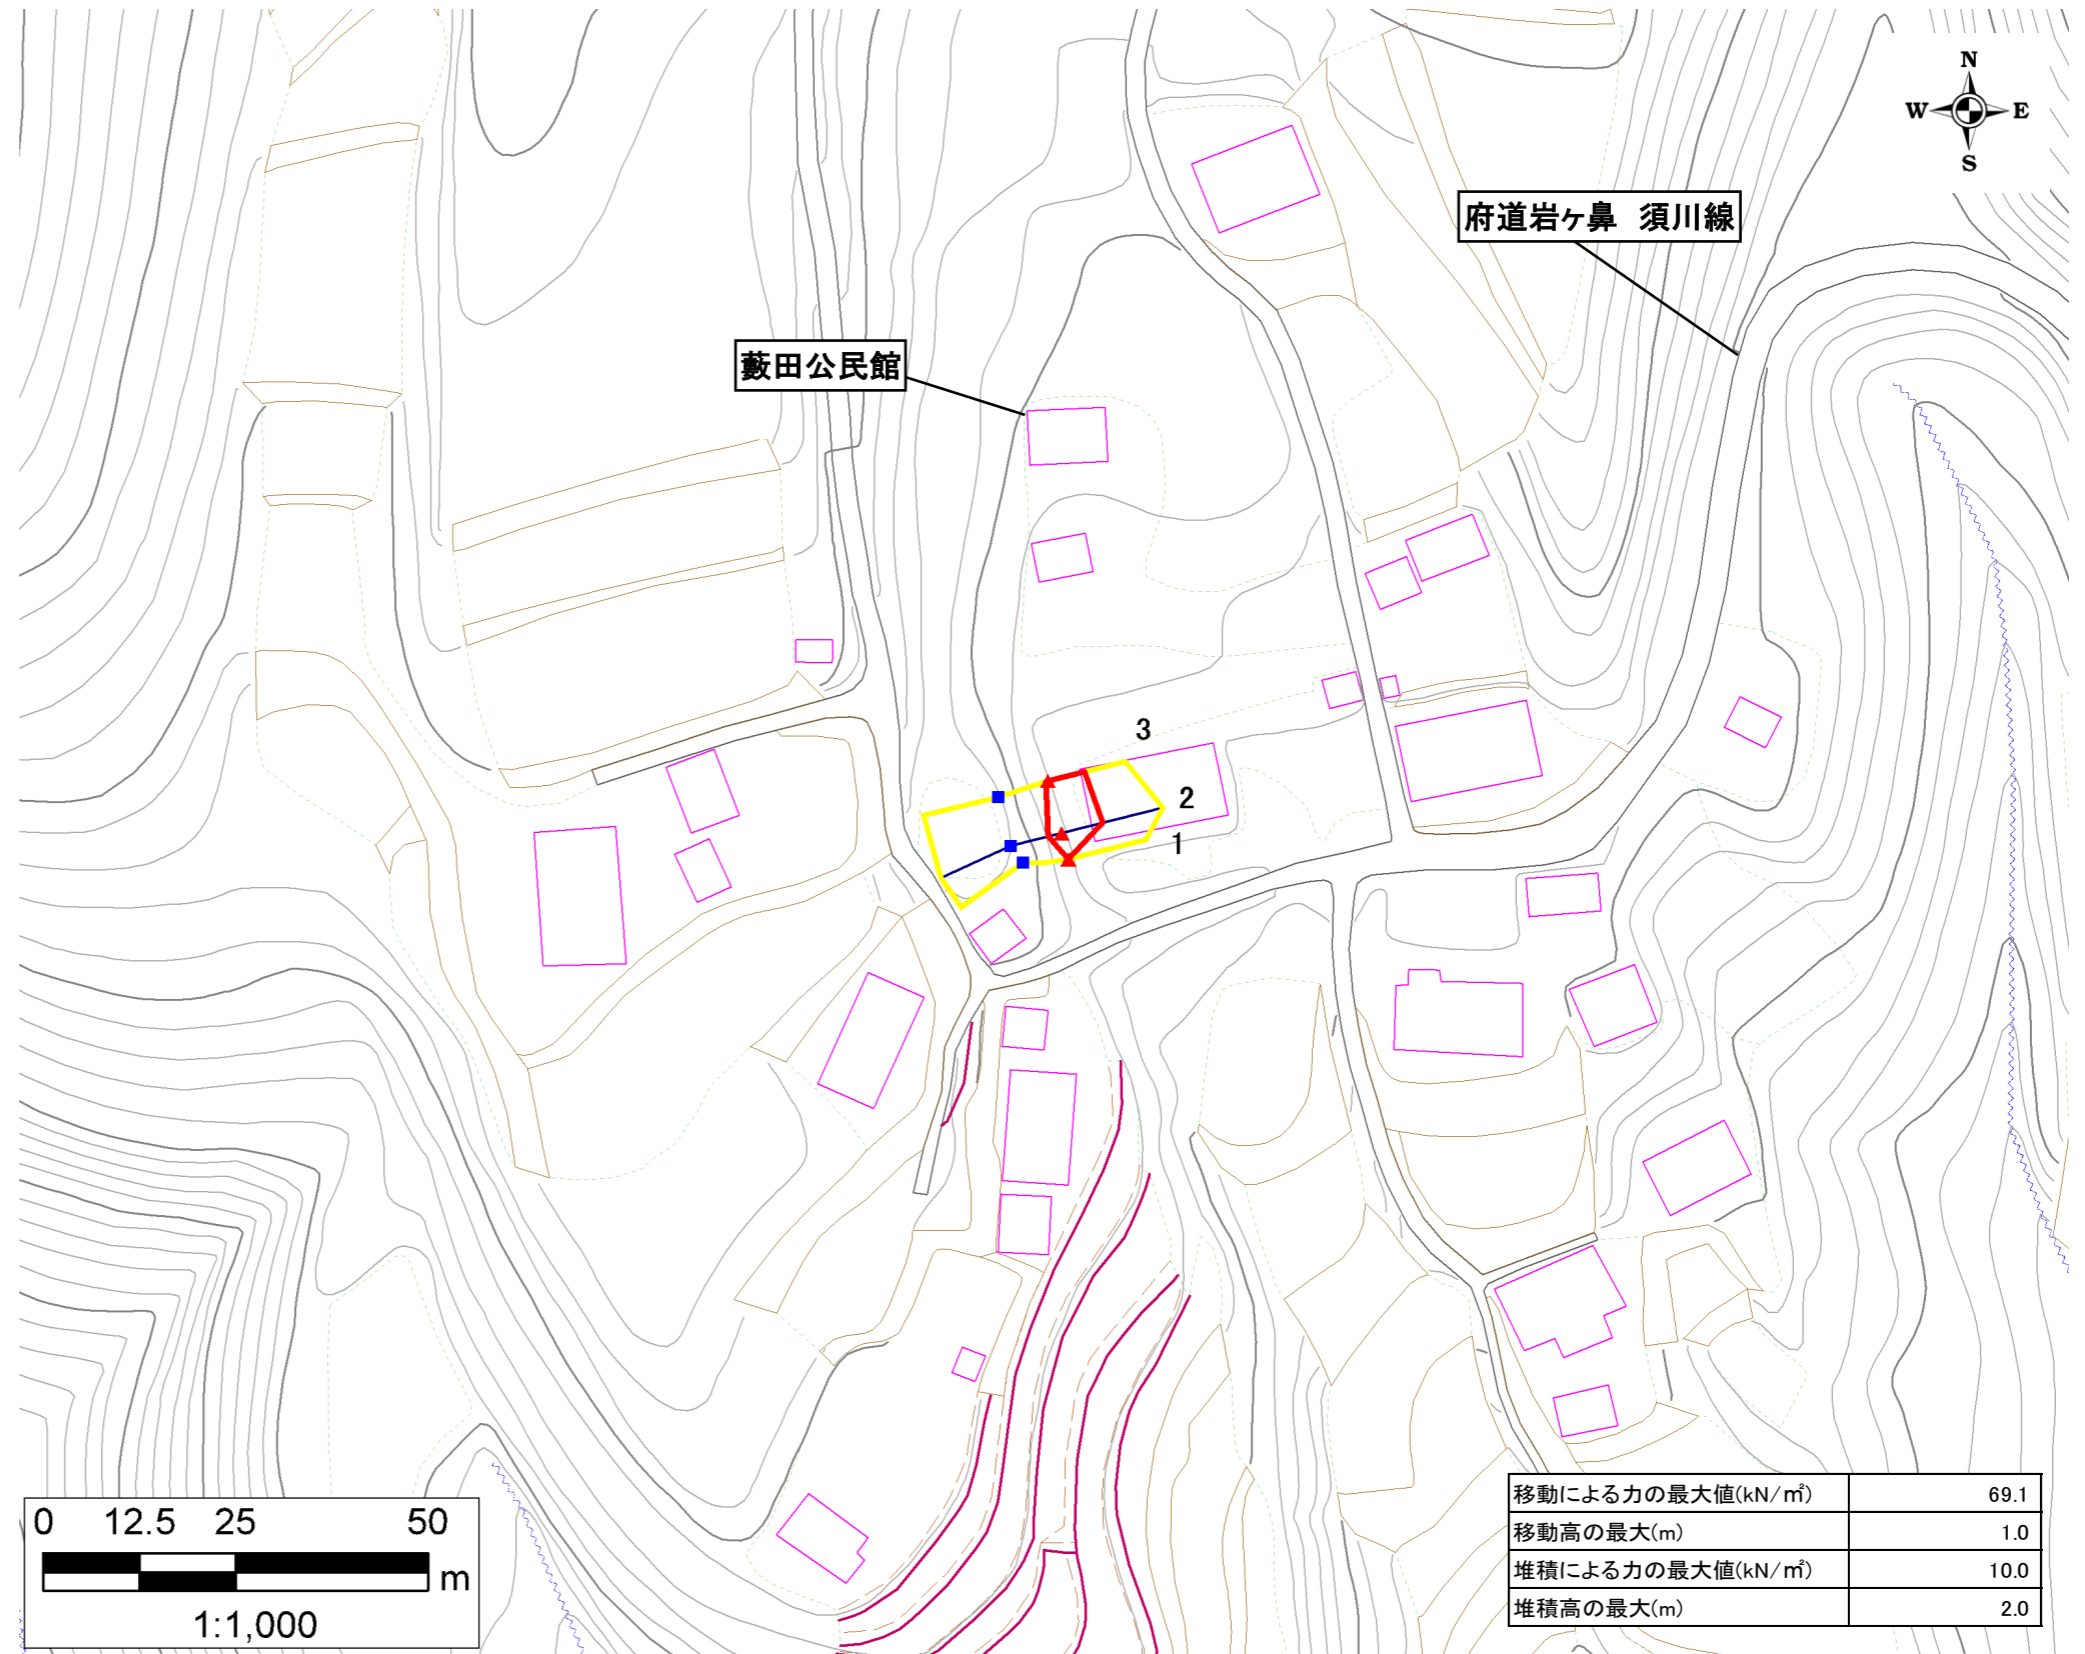 N
W E
S
府道岩ヶ鼻　須川線
藪田公民館
3
2
1
0 12.5 25 50
m
1:1,000
移動による力の最大値(kN/㎡) 69.1
移動高の最大(m) 1.0
堆積による力の最大値(kN/㎡) 10.0
堆積高の最大(m) 2.0